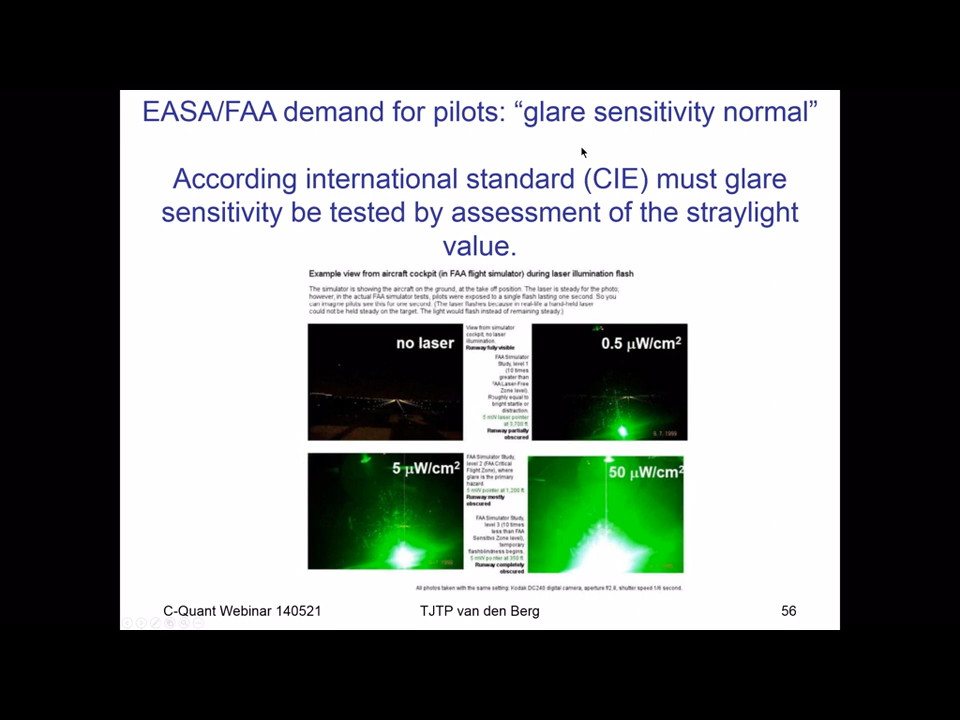 EASA/FAA demand for pilots: “glare sensitivity normal”
According international standard (CIE) must glare
sensitivity be tested by assessment of the straylight
value.
Example view from aircraft cockpit (in FAA flight simulator) during laser illumination flash
The simulator is showing the aircraft on the ground, at the take off position. The laser is steady for the photo;
however, in the actual FAA simulator tests, pilots were exposed to a single flash lasting one second. So you
can imagine pilots see this for one second. (The laser flashes because in real-life a hand-held laser
could not be held steady on the target. The light would flash instead of remaining steady.)
no laser
View from simulator
cockpit, no laser
illumination.
Runway fully visible
FAA Simulator
Study, level 1
(10 times
greater than
FAA Laser-Free
Zone level).
Roughly equal to
bright startle or
distraction.
5 mW laser pointer
at 3,700 ft.
Runway partially
obscured
0.5 µW/cm²
5 µW/cm²
FAA Simulator Study,
level 2 (FAA Critical
Flight Zone), where
glare is the primary
hazard.
5 mW pointer at 1,200 ft.
Runway mostly
obscured
FAA Simulator Study,
level 3 (10 times
less than FAA
Sensitive Zone level),
temporary
flashblindness begins.
5 mW pointer at 350 ft.
Runway completely
obscured
50 µW/cm²
All photos taken with the same setting: Kodak DC240 digital camera, aperture f/2.8, shutter speed 1/6 second.
C-Quant Webinar 140521
TJTP van den Berg
56